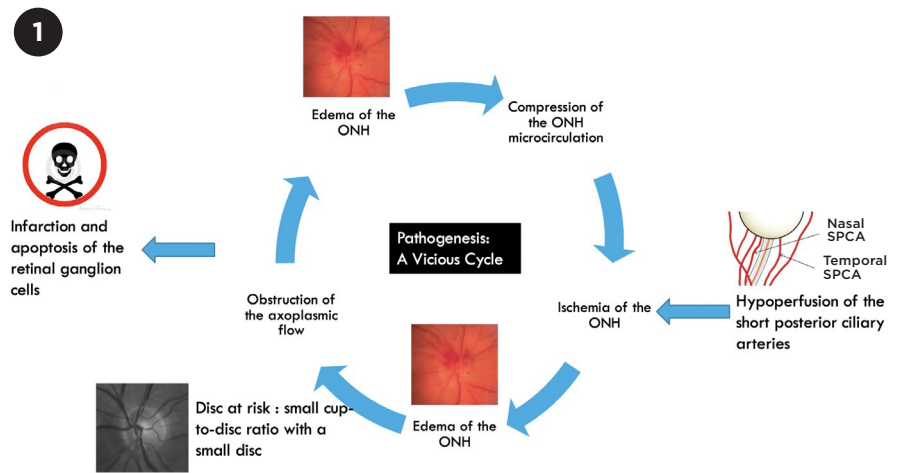 1
Edema of the
ONH
Compression of
the ONH
microcirculation
Infarction and
apoptosis of the
retinal ganglion
cells
Pathogenesis:
A Vicious Cycle
Nasal
SPCA
Temporal
SPCA
Hypoperfusion of the
short posterior ciliary
arteries
Ischemia of the
ONH
Obstruction of
the axoplasmic
flow
Edema of the
ONH
Disc at risk : small cup-
to-disc ratio with a
small disc